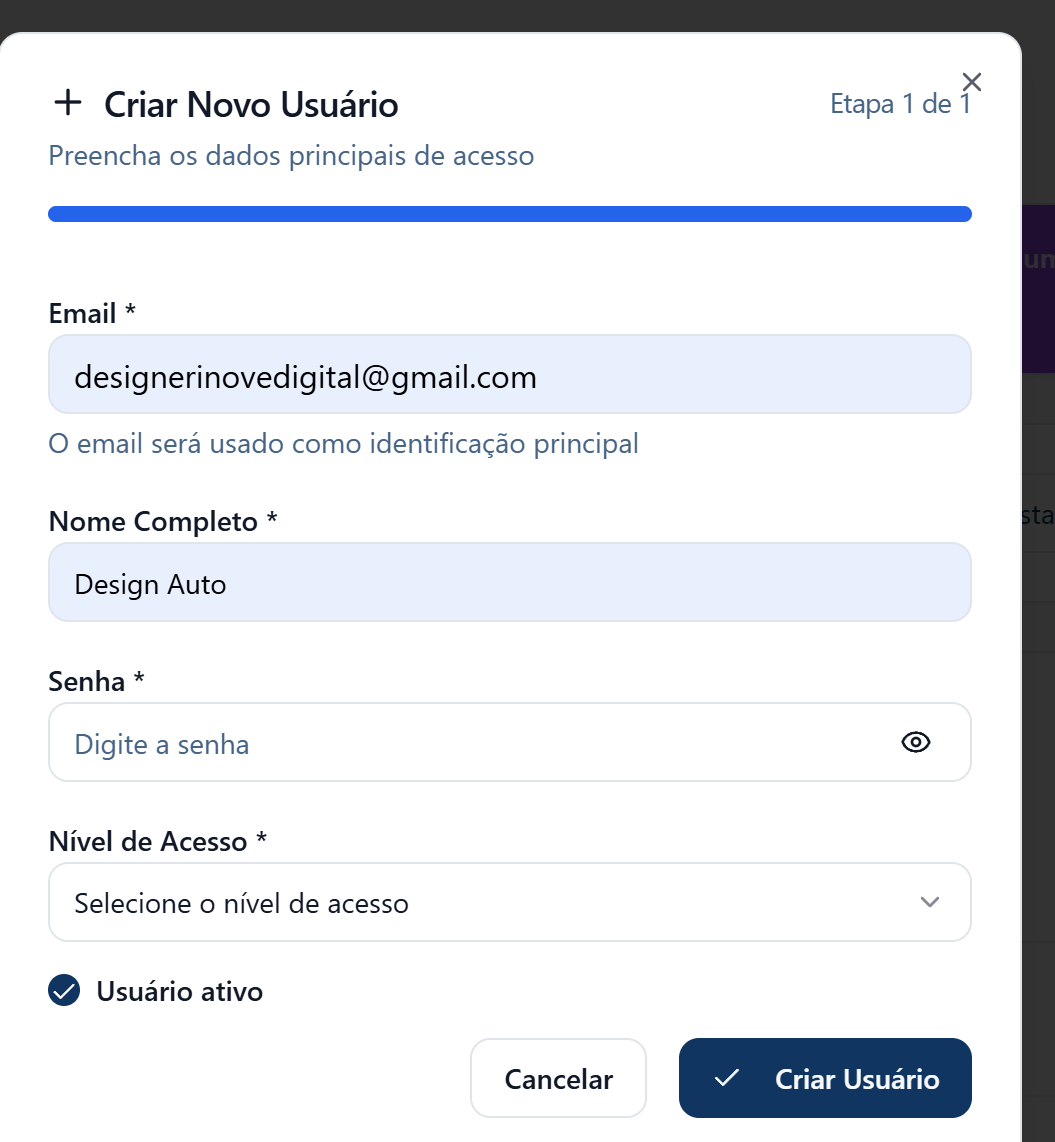 Criar Novo Usuário
Etapa 1 de 1
Preencha os dados principais de acesso
Email *
designerinovedigital@gmail.com
O email será usado como identificação principal
Nome Completo *
Design Auto
Senha *
Digite a senha
Nível de Acesso *
Selecione o nível de acesso
Usuário ativo
Cancelar
Criar Usuário